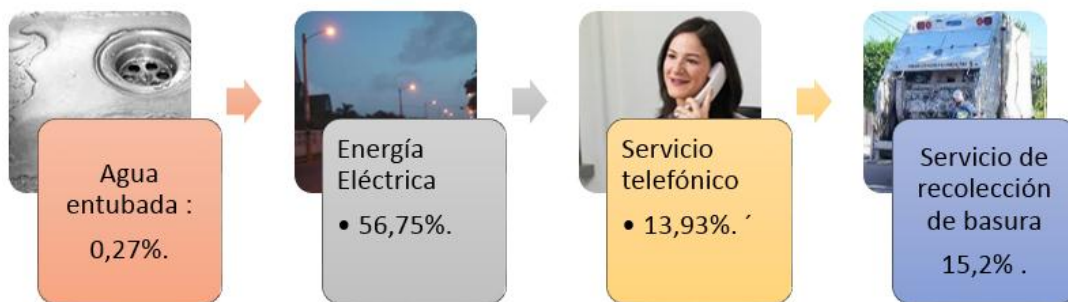 Agua
entubada :
0,27%.
Energía
Eléctrica
• 56,75%.
Servicio
telefónico
• 13,93%. ´
Servicio de
recolección
de basura
15,2% .